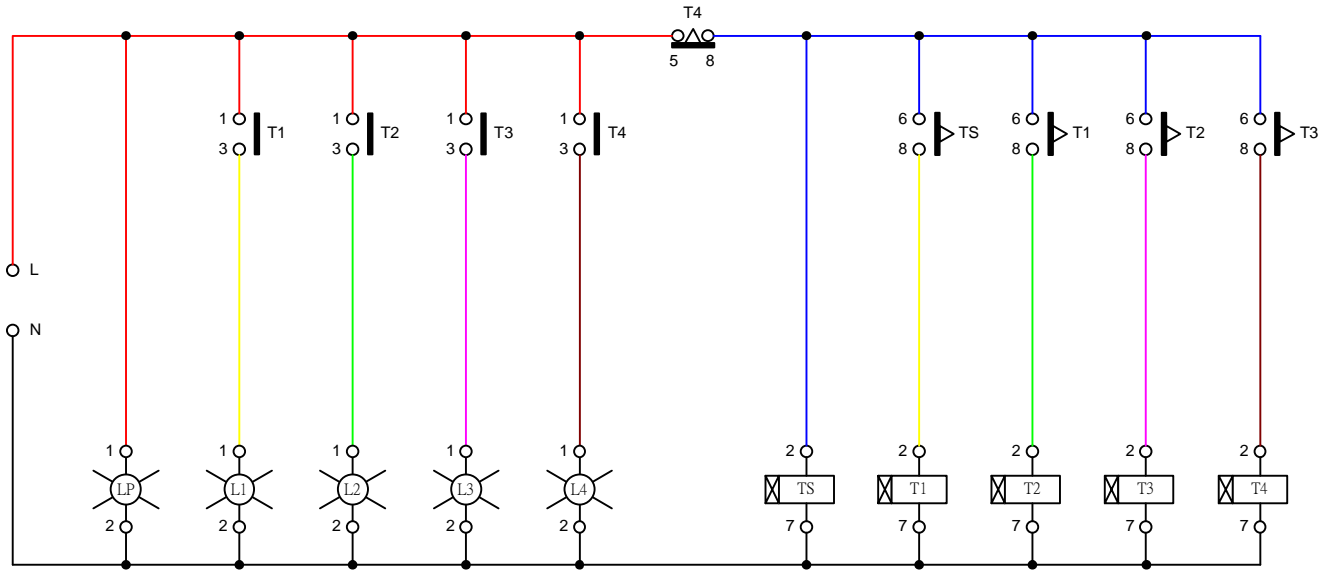 T4
5 8
1 T1 1 T2 1 T3 1 T4 6 TS 6 T1 6 T2 6 T3
3 3 3 3 8 8 8 8
L
N
1 1 1 1 1 2 2 2 2 2
LP L1 L2 L3 L4 TS T1 T2 T3 T4
2 2 2 2 2 7 7 7 7 7